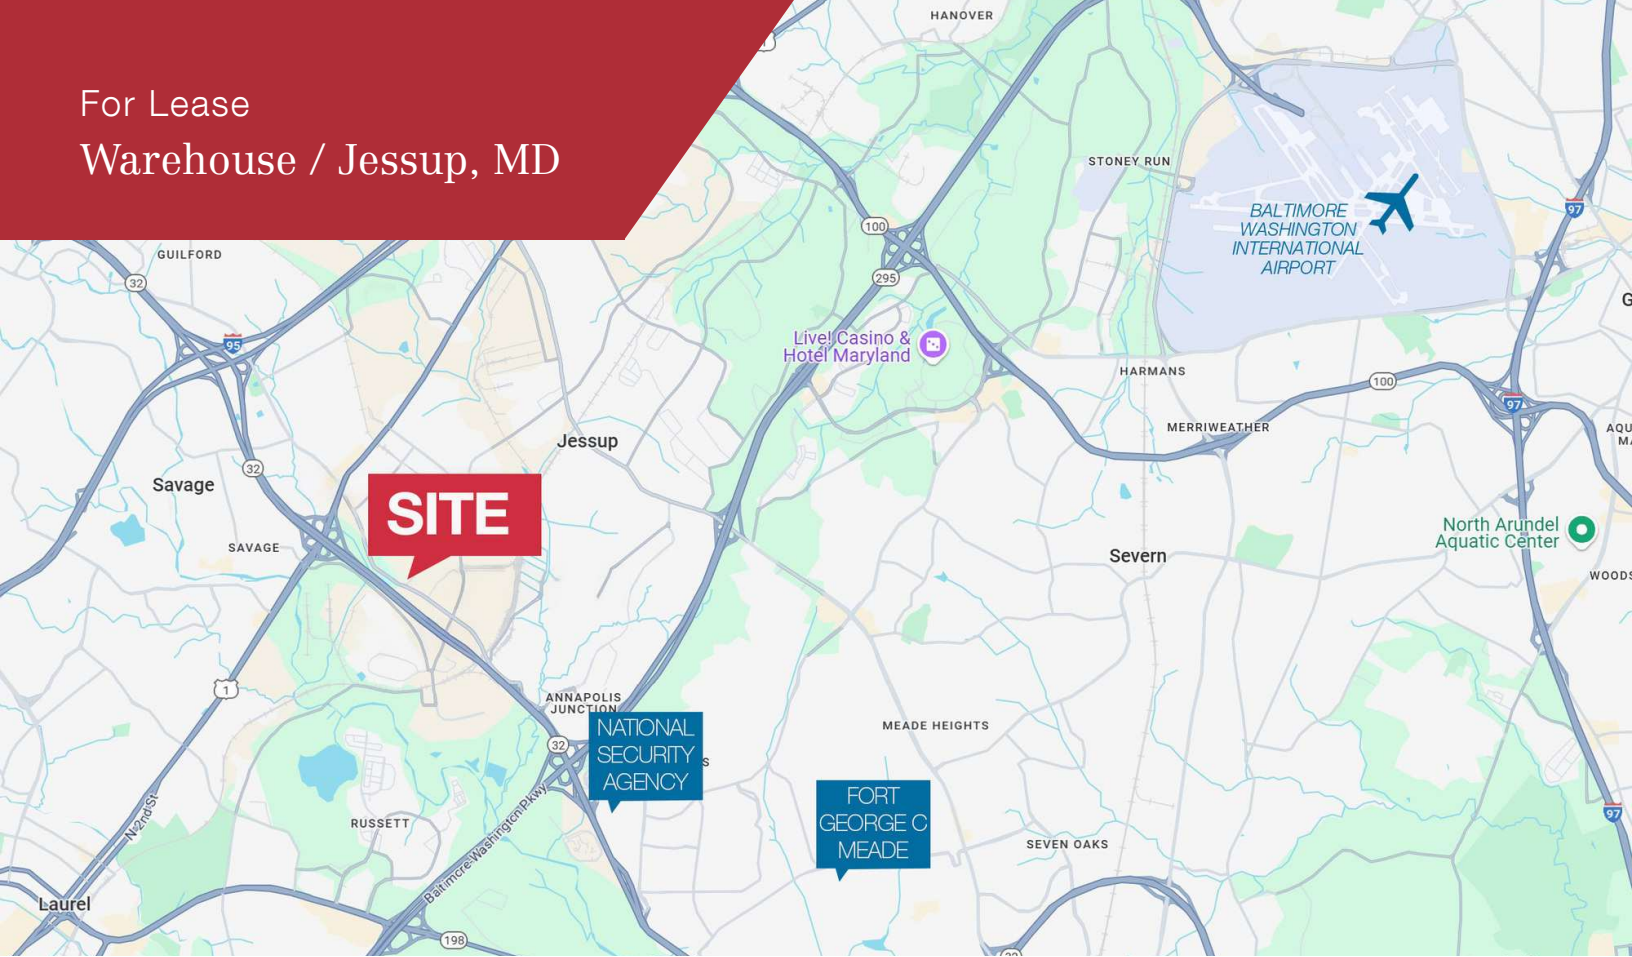 For Lease
Warehouse / Jessup, MD
HANOVER
STONEY RUN
BALTIMORE
WASHINGTON
INTERNATIONAL
AIRPORT
97
100
295
GUILFORD
32
95
Live! Casino &
Hotel Maryland
HARMANS
100
97
MERRIWEATHER
Jessup
32
Savage
SITE
SAVAGE
Severn
North Arundel
Aquatic Center
1
ANNAPOLIS
JUNCTION
NATIONAL
SECURITY
AGENCY
32
MEADE HEIGHTS
FORT
GEORGE C
MEADE
N 2nd St
RUSSETT
Baltimore-Washington Pkwy
SEVEN OAKS
97
Laurel
198